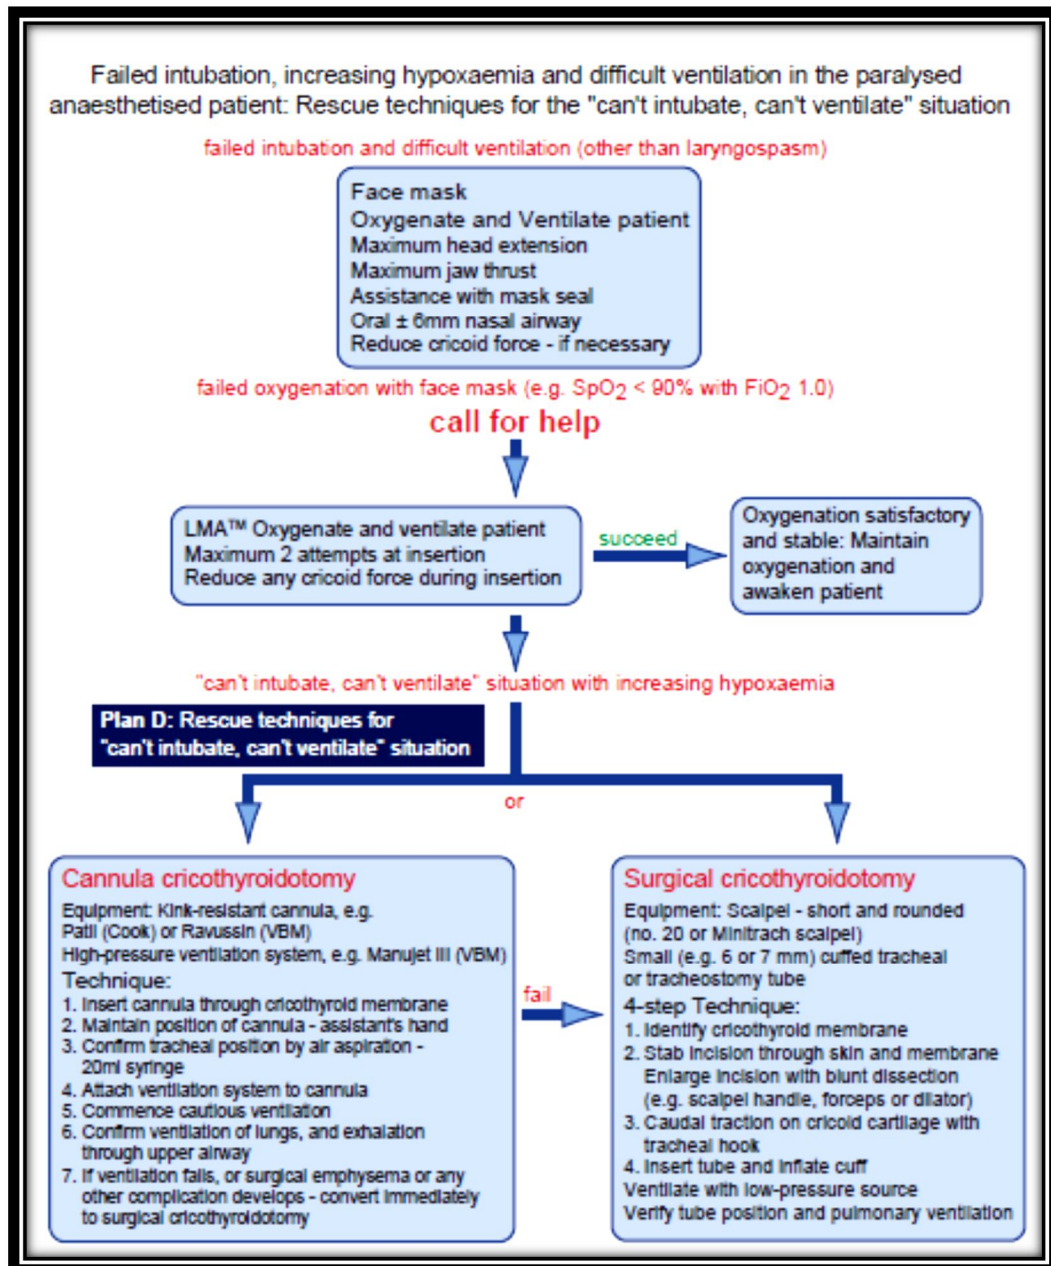 Failed intubation, increasing hypoxaemia and difficult ventilation in the paralysed
anaesthetised patient: Rescue techniques for the "can't intubate, can't ventilate" situation
failed intubation and difficult ventilation (other than laryngospasm)
Face mask
Oxygenate and Ventilate patient
Maximum head extension
Maximum jaw thrust
Assistance with mask seal
Oral ± 6mm nasal airway
Reduce cricoid force - if necessary
failed oxygenation with face mask (e.g. SpO2 < 90% with FiO2 1.0)
call for help
LMA™ Oxygenate and ventilate patient
Maximum 2 attempts at insertion
Reduce any cricoid force during insertion
succeed
Oxygenation satisfactory
and stable: Maintain
oxygenation and
awaken patient
"can't intubate, can't ventilate" situation with increasing hypoxaemia
Plan D: Rescue techniques for
"can't intubate, can't ventilate" situation
or
Cannula cricothyroidotomy
Equipment: Kink-resistant cannula, e.g.
Patil (Cook) or Ravussin (VBM)
High-pressure ventilation system, e.g. Manujet III (VBM)
Technique:
1. Insert cannula through cricothyroid membrane
2. Maintain position of cannula - assistant's hand
3. Confirm tracheal position by air aspiration -
20ml syringe
4. Attach ventilation system to cannula
5. Commence cautious ventilation
6. Confirm ventilation of lungs, and exhalation
through upper airway
7. If ventilation fails, or surgical emphysema or any
other complication develops - convert immediately
to surgical cricothyroidotomy
fail
Surgical cricothyroidotomy
Equipment: Scalpel - short and rounded
(no. 20 or Minitrach scalpel)
Small (e.g. 6 or 7 mm) cuffed tracheal
or tracheostomy tube
4-step Technique:
1. Identify cricothyroid membrane
2. Stab incision through skin and membrane
Enlarge incision with blunt dissection
(e.g. scalpel handle, forceps or dilator)
3. Caudal traction on cricoid cartilage with
tracheal hook
4. Insert tube and inflate cuff
Ventilate with low-pressure source
Verify tube position and pulmonary ventilation